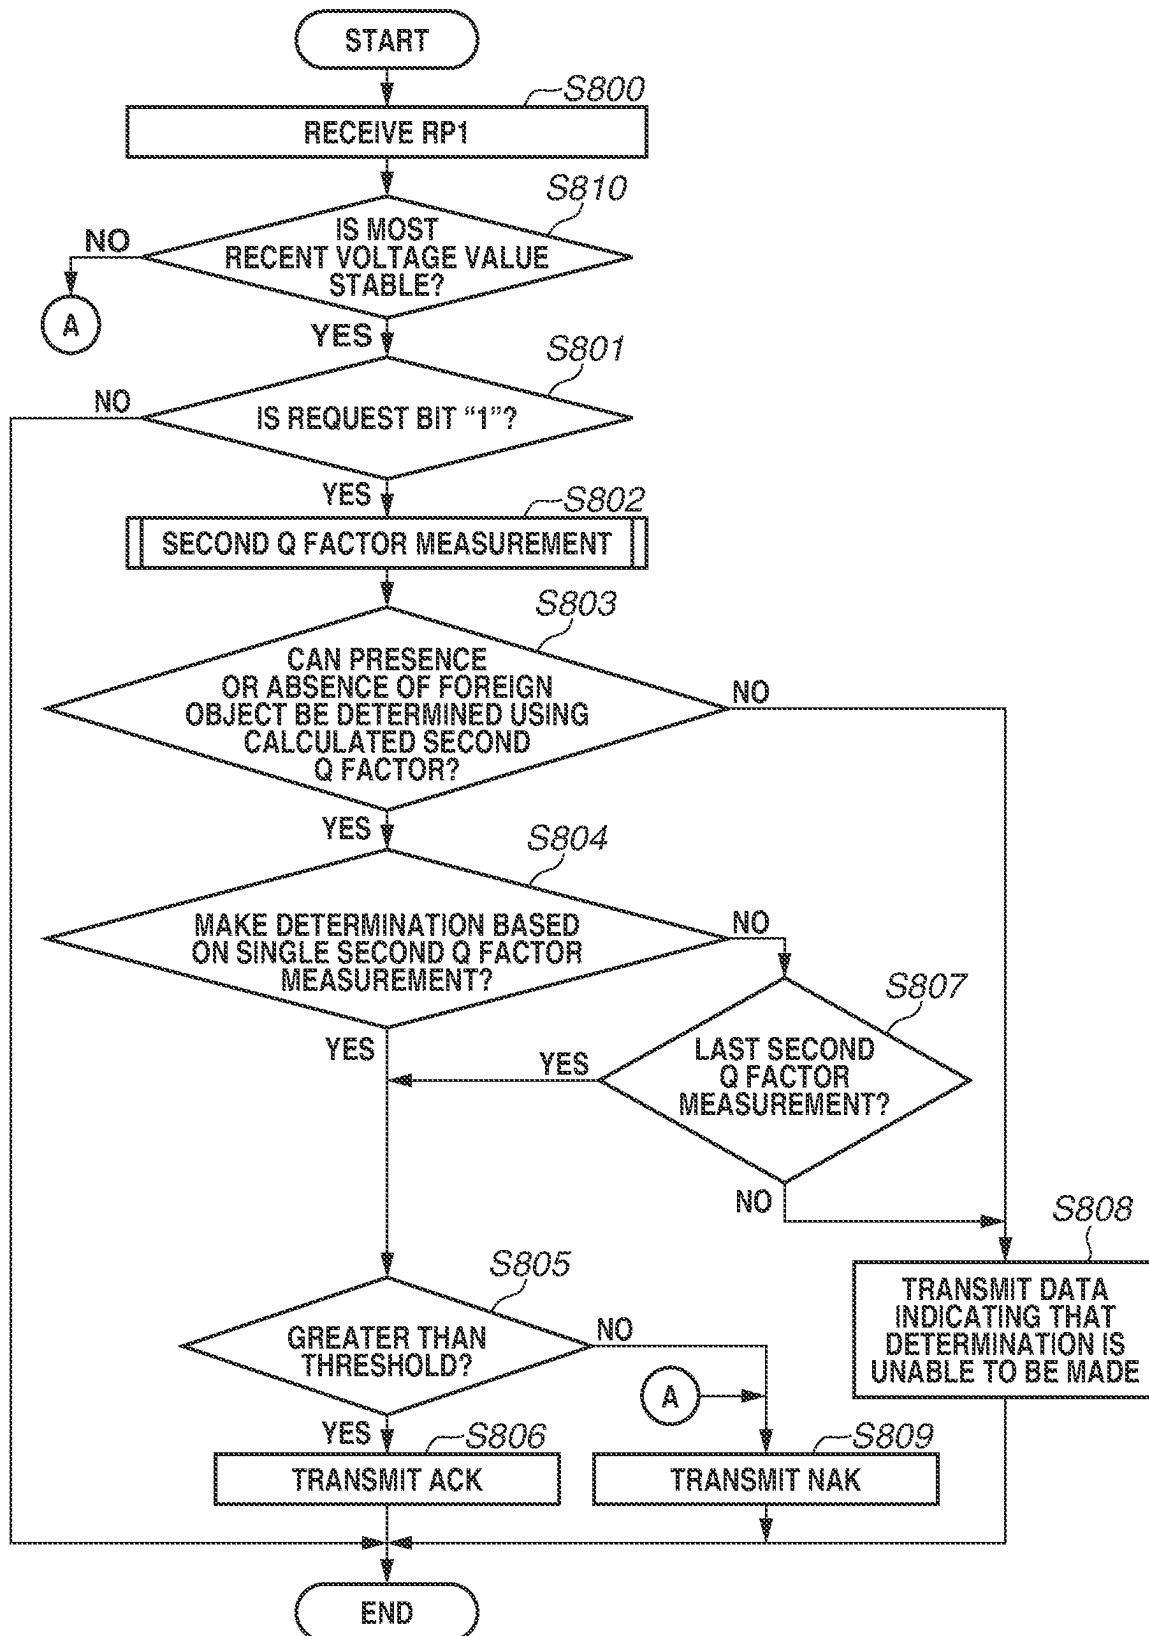 START
S800
RECEIVE RP1
S810
IS MOST
RECENT VOLTAGE VALUE
STABLE?
NO
A
YES
S801
NO
IS REQUEST BIT “1”?
YES
S802
SECOND Q FACTOR MEASUREMENT
S803
CAN PRESENCE
OR ABSENCE OF FOREIGN
OBJECT BE DETERMINED USING
CALCULATED SECOND
Q FACTOR?
NO
YES
S804
MAKE DETERMINATION BASED
ON SINGLE SECOND Q FACTOR
MEASUREMENT?
NO
YES
S807
LAST SECOND
Q FACTOR
MEASUREMENT?
YES
NO
S808
TRANSMIT DATA
INDICATING THAT
DETERMINATION IS
UNABLE TO BE MADE
S805
GREATER THAN
THRESHOLD?
NO
A
YES
S806
TRANSMIT ACK
S809
TRANSMIT NAK
END